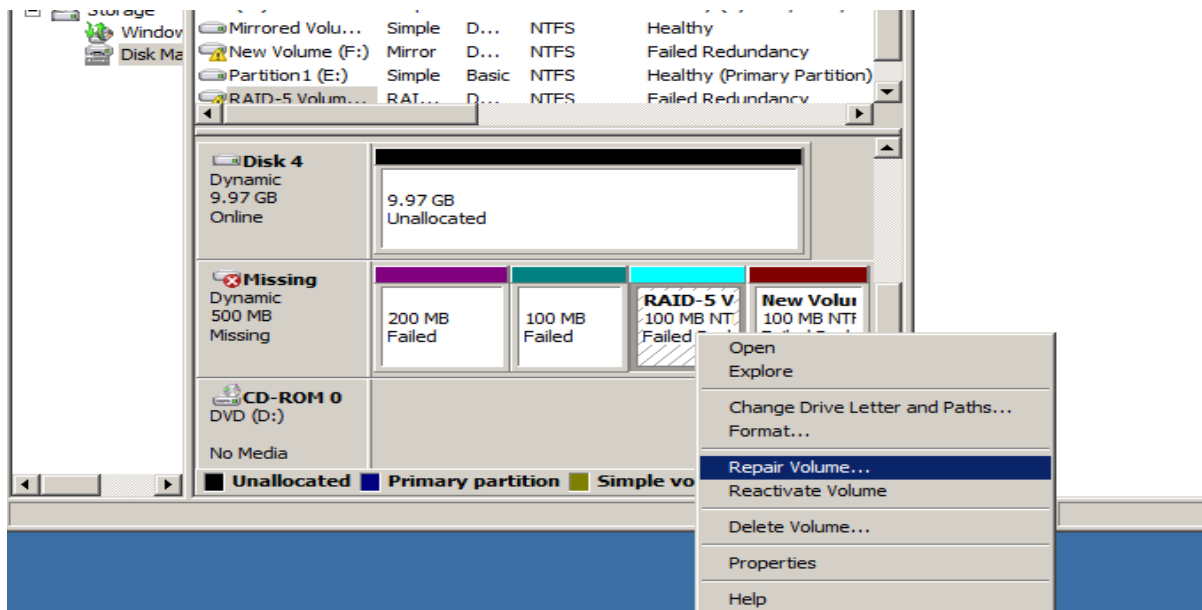 Storage
Window
Disk Ma
Mirrored Volu... Simple D... NTFS Healthy
New Volume (F:) Mirror D... NTFS Failed Redundancy
Partition1 (E:) Simple Basic NTFS Healthy (Primary Partition)
RAID-5 Volum... RAI... D... NTFS Failed Redundancy
Disk 4
Dynamic
9.97 GB
Online
9.97 GB
Unallocated
Missing
Dynamic
500 MB
Missing
200 MB
Failed
100 MB
Failed
RAID-5 V
100 MB NT
Failed
New Volu
100 MB NTF
CD-ROM 0
DVD (D:)
No Media
Unallocated Primary partition Simple vo
Open
Explore
Change Drive Letter and Paths...
Format...
Repair Volume...
Reactivate Volume
Delete Volume...
Properties
Help